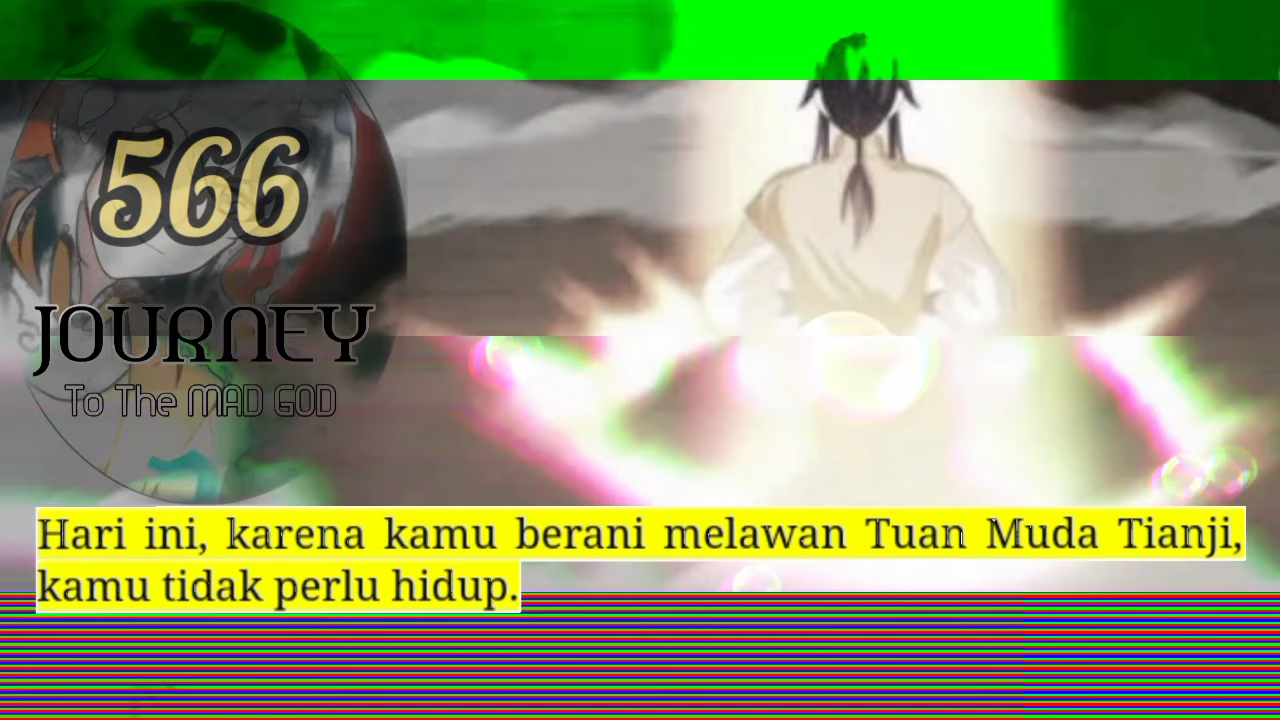 566
JOURNEY
To The MAD GOD
Hari ini, karena kamu berani melawan Tuan Muda Tianji,
kamu tidak perlu hidup.